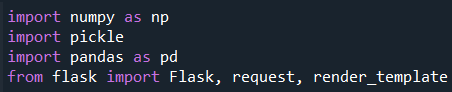 import numpy as np
import pickle
import pandas as pd
from flask import Flask, request, render_template